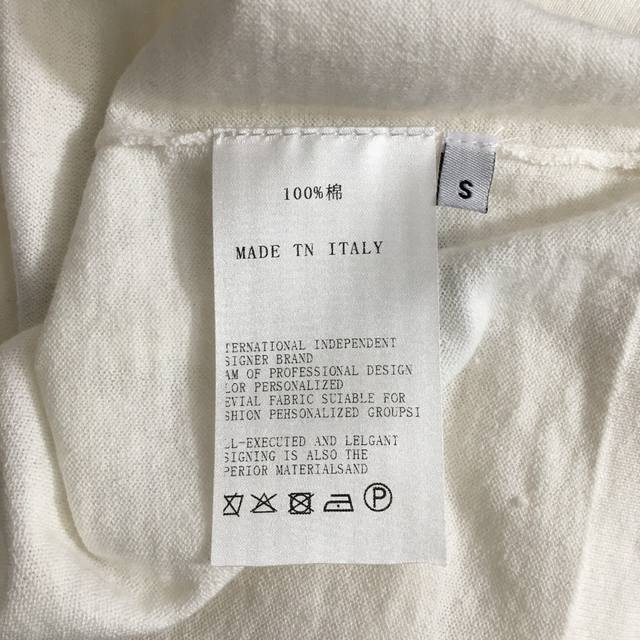 100%棉
S
MADE TN ITALY
TERNATIONAL INDEPENDENT
SIGNER BRAND
AM OF PROFESSIONAL DESIGN
LOR PERSONALIZED
EVIAL FABRIC SUIABLE FOR
SHION PEHSONALIZED GROUPSI
LL-EXECUTED AND LELGANT
SIGNING IS ALSO THE
PERIOR MATERIALSAND
P